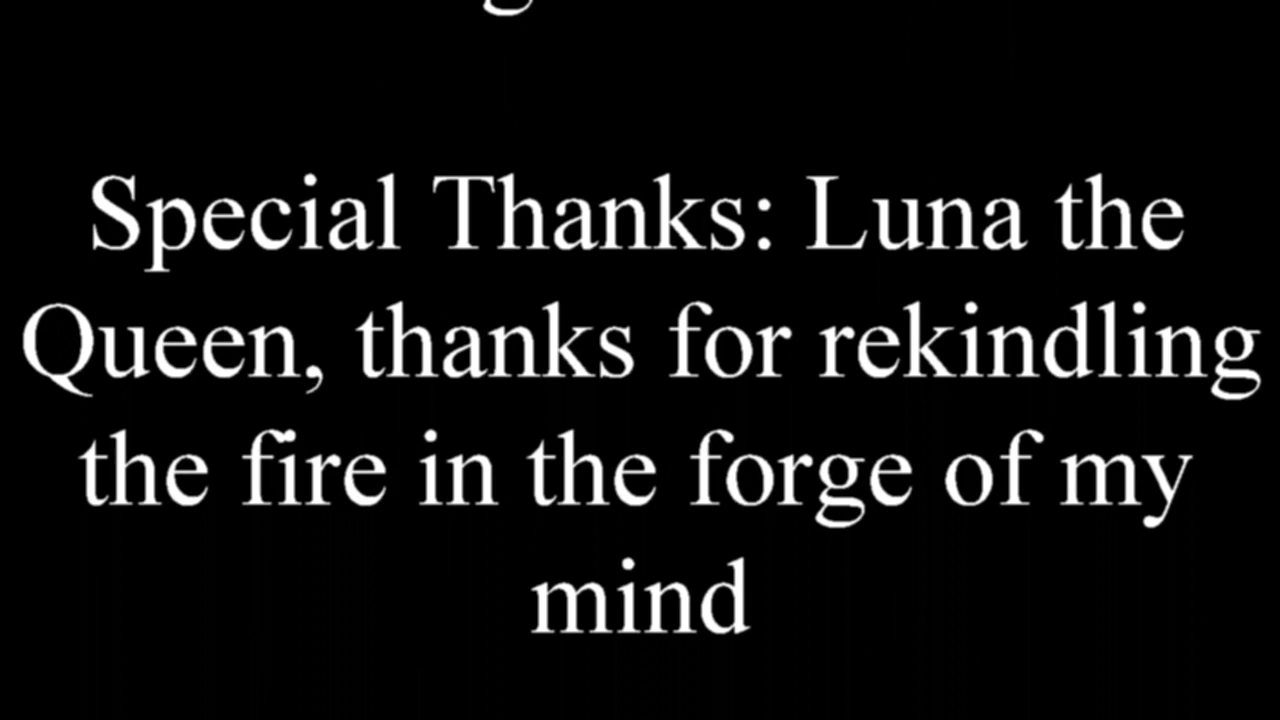 Special Thanks: Luna the
Queen, thanks for rekindling
the fire in the forge of my
mind